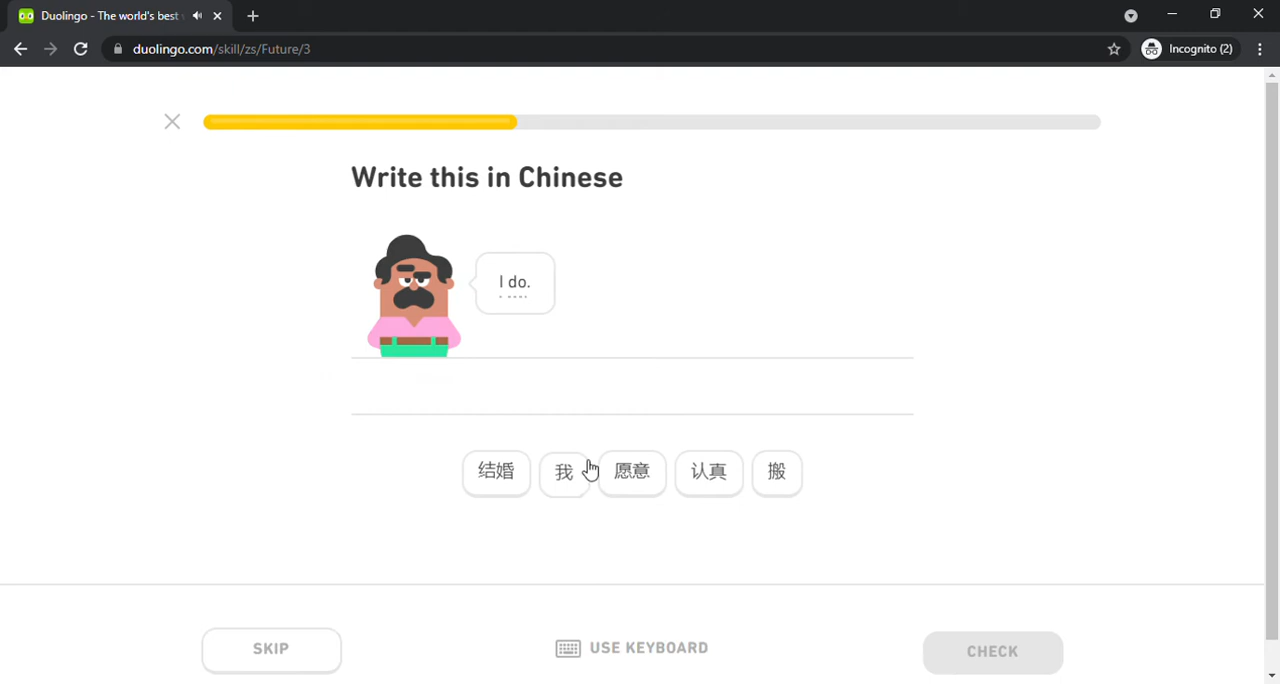 Duolingo - The world's best
duolingo.com/skill/zs/Future/3
Incognito (2)
Write this in Chinese
I do.
结婚 我 愿意 认真 搬
SKIP
USE KEYBOARD
CHECK